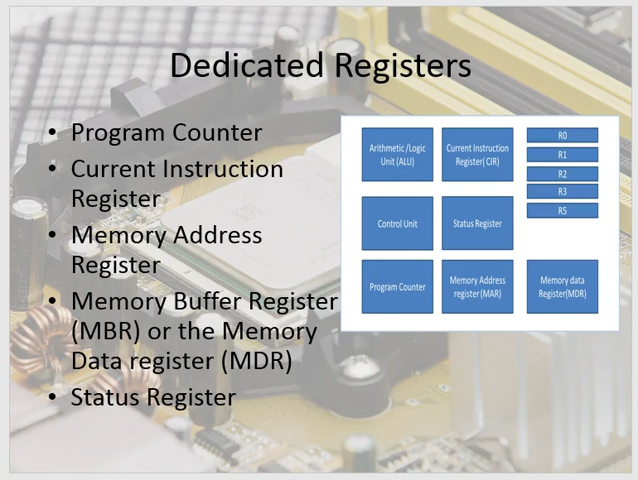 Dedicated Registers
• Program Counter
• Current Instruction
Register
• Memory Address
Register
• Memory Buffer Register
(MBR) or the Memory
Data register (MDR)
• Status Register
Arithmetic /Logic
Unit (ALU)
Current Instruction
Register( CIR)
R0
R1
R2
R3
R5
Control Unit
Status Register
Program Counter
Memory Address
register (MAR)
Memory data
Register(MDR)